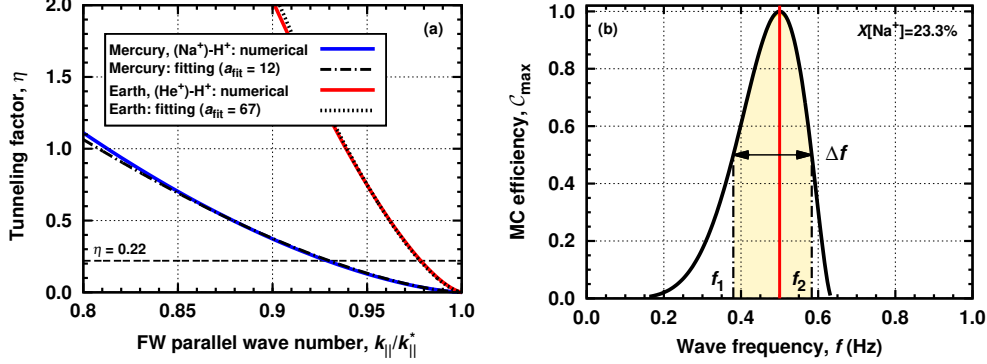 (a)
Mercury, (Na+)-H+: numerical
Mercury: fitting (afit = 12)
Earth, (He+)-H+: numerical
Earth: fitting (afit = 67)
Tunneling factor, η
2.0
1.5
1.0
0.5
0.0
η = 0.22
0.8 0.85 0.9 0.95 1.0
FW parallel wave number, k||/k||*
(b)
X[Na+]=23.3%
MC efficiency, Cmax
1.0
0.8
0.6
0.4
0.2
0.0
Δf
f1 f2
0.0 0.2 0.4 0.6 0.8 1.0
Wave frequency, f (Hz)